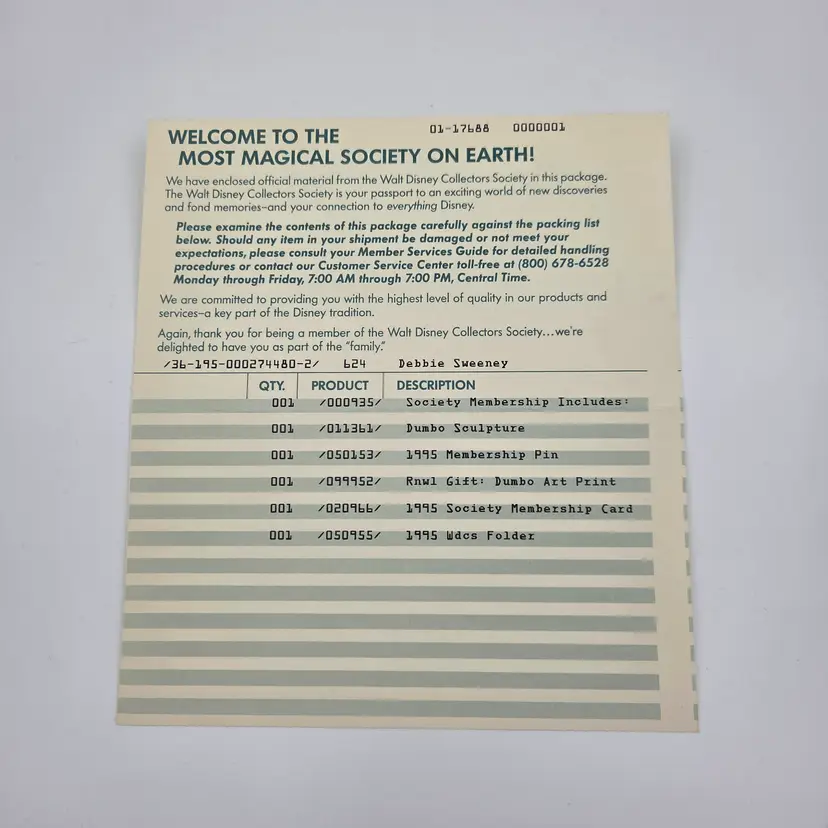 01-17688 0000001
WELCOME TO THE
MOST MAGICAL SOCIETY ON EARTH!
We have enclosed official material from the Walt Disney Collectors Society in this package.
The Walt Disney Collectors Society is your passport to an exciting world of new discoveries
and fond memories–and your connection to everything Disney.
Please examine the contents of this package carefully against the packing list
below. Should any item in your shipment be damaged or not meet your
expectations, please consult your Member Services Guide for detailed handling
procedures or contact our Customer Service Center toll-free at (800) 678-6528
Monday through Friday, 7:00 AM through 7:00 PM, Central Time.
We are committed to providing you with the highest level of quality in our products and
services–a key part of the Disney tradition.
Again, thank you for being a member of the Walt Disney Collectors Society...we're
delighted to have you as part of the "family."
/36-195-000274480-2/ 624 Debbie Sweeney
QTY. PRODUCT DESCRIPTION
001 /000935/ Society Membership Includes:
001 /011361/ Dumbo Sculpture
001 /050153/ 1995 Membership Pin
001 /099952/ Rnwl Gift: Dumbo Art Print
001 /020966/ 1995 Society Membership Card
001 /050955/ 1995 Wdcs Folder